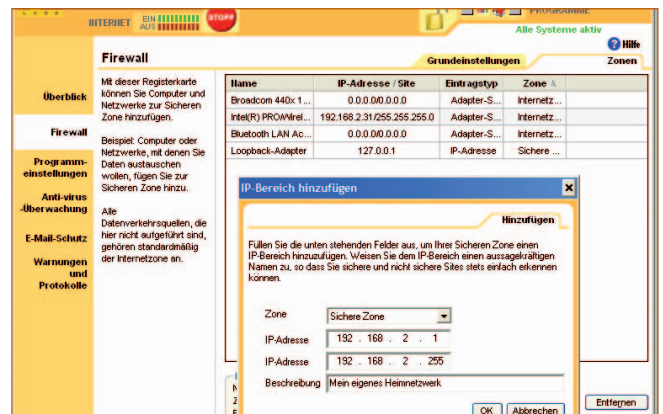 INTERNET EIN AUS STOPP PROGRAMME
Alle Systeme aktiv
Hilfe
Firewall Grundeinstellungen Zonen
Überblick
Firewall
Programm-
einstellungen
Anti-virus
-Überwachung
E-Mail-Schutz
Warnungen
und
Protokolle
Mit dieser Registerkarte
können Sie Computer und
Netzwerke zur Sicheren
Zone hinzufügen.
Beispiel: Computer oder
Netzwerke, mit denen Sie
Daten austauschen
wollen, fügen Sie zur
Sicheren Zone hinzu.
Alle
Datenverkehrsquellen, die
hier nicht aufgeführt sind,
gehören standardmäßig
der Internetzone an.
Name IP-Adresse / Site Eintragstyp Zone
Broadcom 440x 1... 0.0.0.0/0.0.0.0 Adapter-S... Internetz...
Intel(R) PRO/Wirel... 192.168.2.31/255.255.255.0 Adapter-S... Internetz...
Bluetooth LAN Ac... 0.0.0.0/0.0.0.0 Adapter-S... Internetz...
Loopback-Adapter 127.0.0.1 IP-Adresse Sichere ...
IP-Bereich hinzufügen
Hinzufügen
Füllen Sie die unten stehenden Felder aus, um Ihrer Sicheren Zone einen
IP-Bereich hinzuzufügen. Weisen Sie dem IP-Bereich einen aussagekräftigen
Namen zu, so dass Sie sichere und nicht sichere Sites stets einfach erkennen
können.
Zone Sichere Zone
IP-Adresse 192 . 168 . 2 . 1
IP-Adresse 192 . 168 . 2 . 255
Beschreibung Mein eigenes Heimnetzwerk
OK Abbrechen
Entfernen